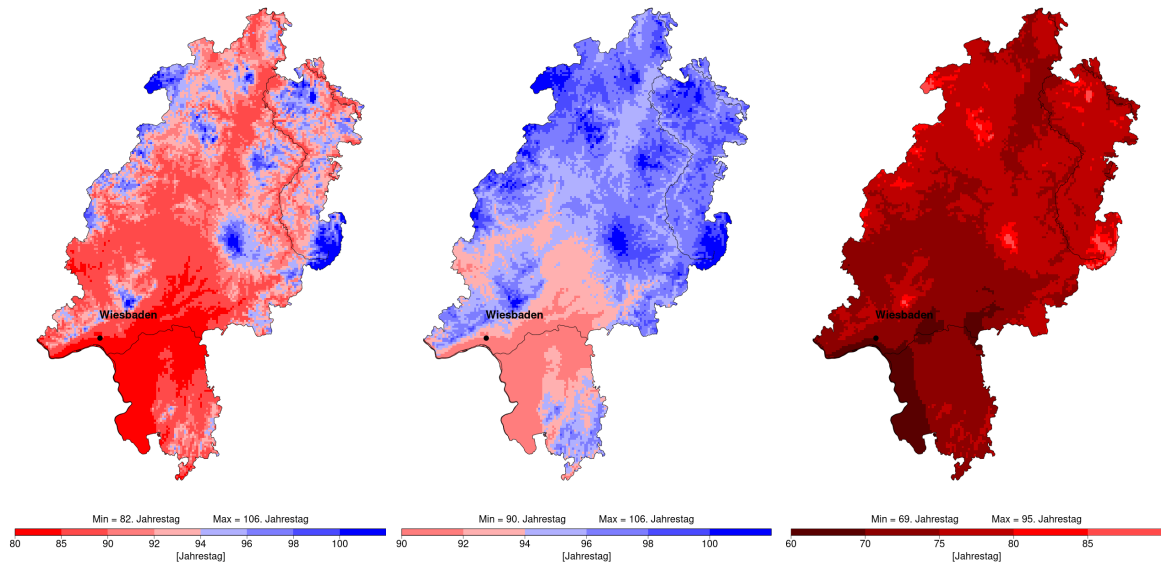 Wiesbaden
Wiesbaden
Wiesbaden
Min = 82. Jahrestag Max = 106. Jahrestag
80 85 90 92 94 96 98 100
[Jahrestag]
Min = 90. Jahrestag Max = 106. Jahrestag
90 92 94 96 98 100
[Jahrestag]
Min = 69. Jahrestag Max = 95. Jahrestag
60 70 75 80 85
[Jahrestag]